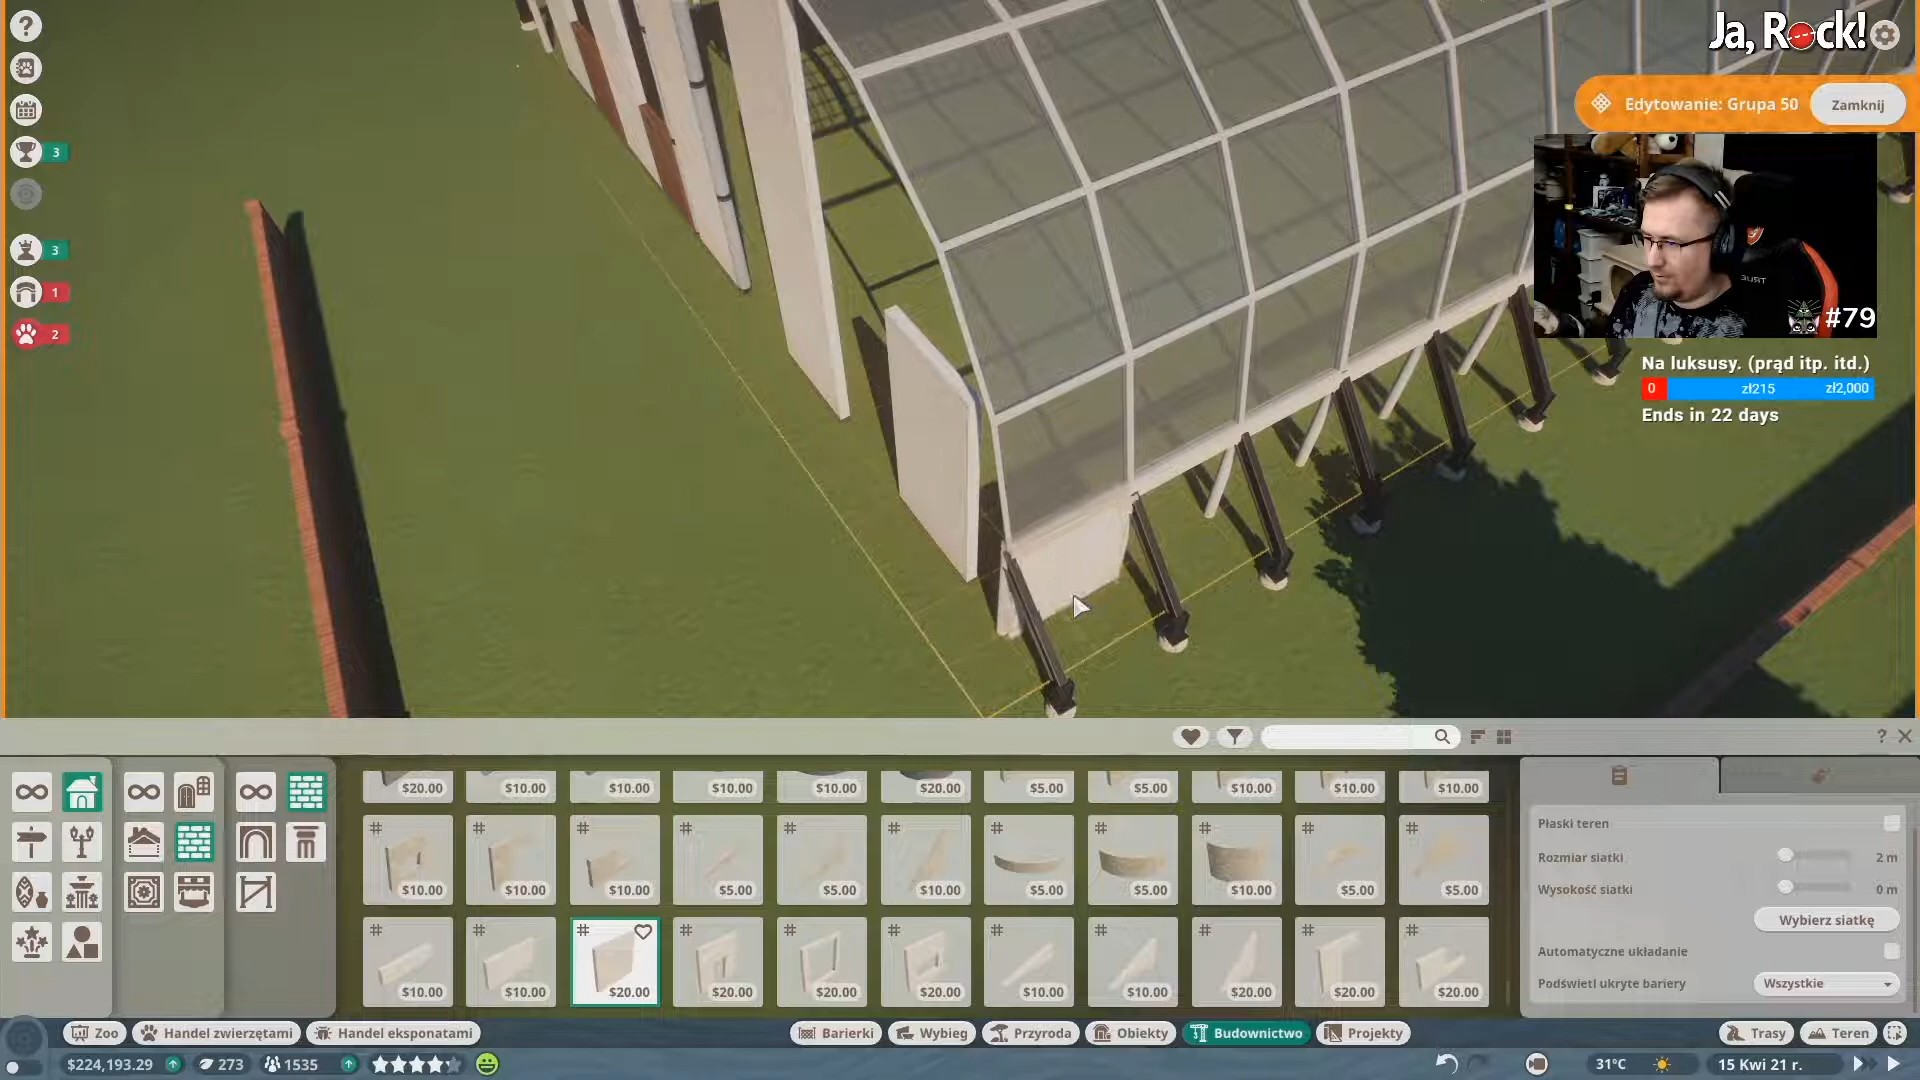 Ja, Rock!
Edytowanie: Grupa 50
Zamknij
3
3
1
2
TRUE
#79
Na luksusy. (prąd itp. itd.)
0 zł215 zł2,000
Ends in 22 days
?
$20.00 $10.00 $10.00 $10.00 $10.00 $20.00 $5.00 $5.00 $10.00 $10.00 $10.00
$10.00 $10.00 $10.00 $5.00 $5.00 $10.00 $5.00 $5.00 $10.00 $5.00 $5.00
$10.00 $10.00 $20.00 $20.00 $20.00 $20.00 $10.00 $10.00 $20.00 $20.00 $20.00
Płaski teren
Rozmiar siatki 2 m
Wysokość siatki 0 m
Wybierz siatkę
Automatyczne układanie
Podświetl ukryte bariery Wszystkie
Zoo Handel zwierzętami Handel eksponatami Barierki Wybieg Przyroda Obiekty Budownictwo Projekty Trasy Teren
$224,193.29 273 1535 31°C 15 Kwi 21 r.